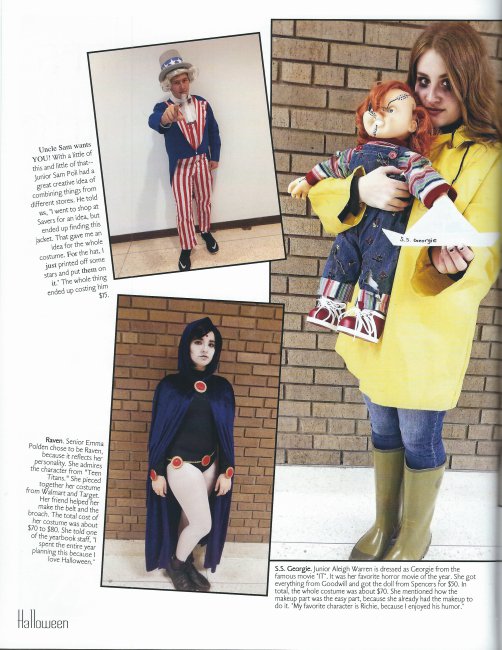 Uncle Sam wants
YOU! With a little of
this and little of that--
Junior Sam Poll had a
great creative idea of
combining things from
different stores. He told
us, "I went to shop at
Savers for an idea, but
ended up finding this
jacket. That gave me an
idea for the whole
costume. For the hat, I
just printed off some
stars and put them on
it." The whole thing
ended up costing him
$15.
S.S. Georgie
Raven. Senior Emma
Polden chose to be Raven,
because it reflects her
personality. She admires
the character from "Teen
Titans." She pieced
together her costume
from Walmart and Target.
Her friend helped her
make the belt and the
broach. The total cost of
her costume was about
$70 to $80. She told one
of the yearbook staff, "I
spent the entire year
planning this because I
love Halloween."
S.S. Georgie. Junior Aleigh Warren is dressed as Georgie from the
famous movie "IT". It was her favorite horror movie of the year. She got
everything from Goodwill and got the doll from Spencers for $50. In
total, the whole costume was about $70. She mentioned how the
makeup part was the easy part, because she already had the makeup to
do it. "My favorite character is Richie, because I enjoyed his humor."
Halloween